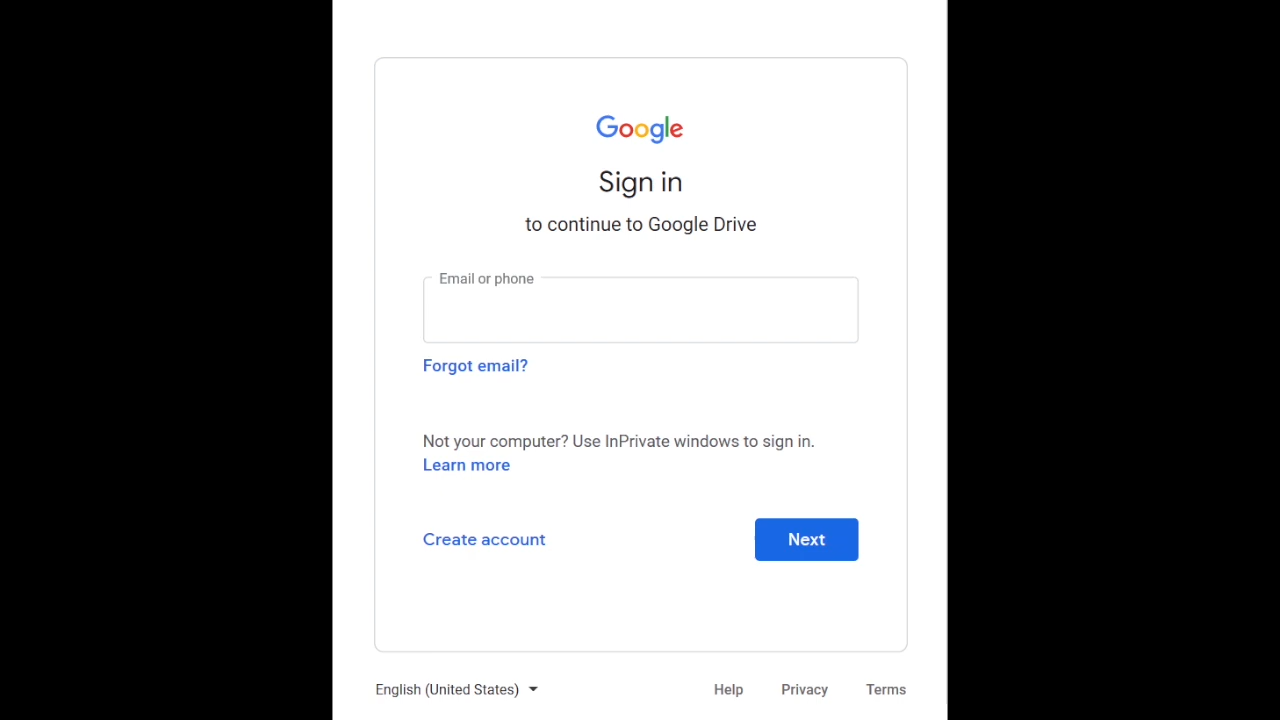 Google
Sign in
to continue to Google Drive
Email or phone
Forgot email?
Not your computer? Use InPrivate windows to sign in.
Learn more
Create account
Next
English (United States)
Help
Privacy
Terms